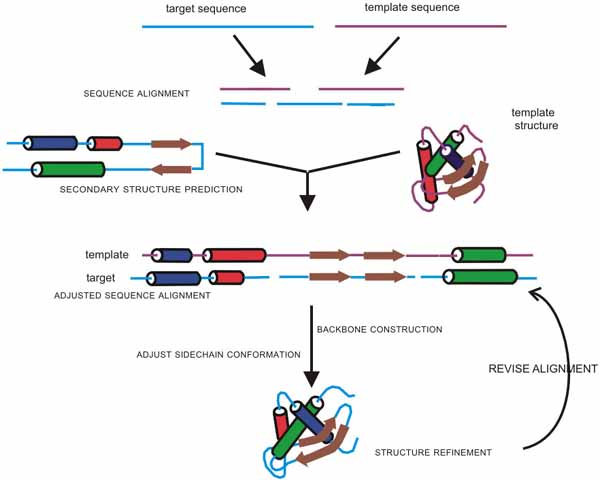 target sequence
template sequence
SEQUENCE ALIGNMENT
template
structure
SECONDARY STRUCTURE PREDICTION
template
target
ADJUSTED SEQUENCE ALIGNMENT
BACKBONE CONSTRUCTION
ADJUST SIDECHAIN CONFORMATION
REVISE ALIGNMENT
STRUCTURE REFINEMENT